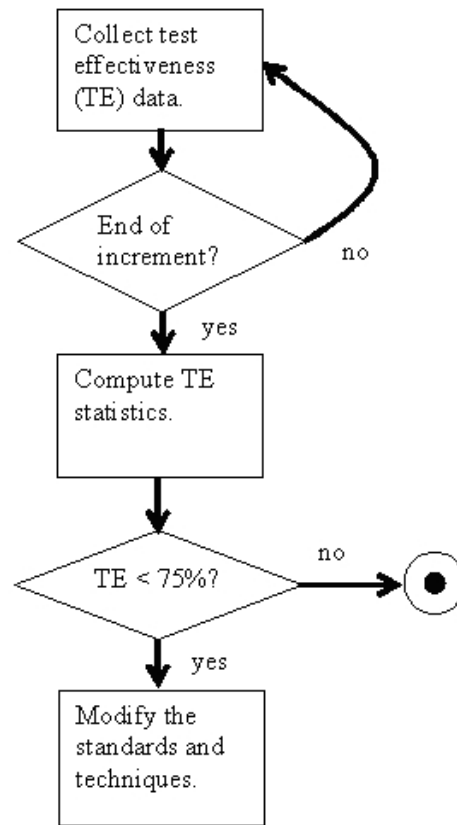 Collect test
effectiveness
(TE) data.
End of
increment?
no
yes
Compute TE
statistics.
TE < 75%?
no
yes
Modify the
standards and
techniques.